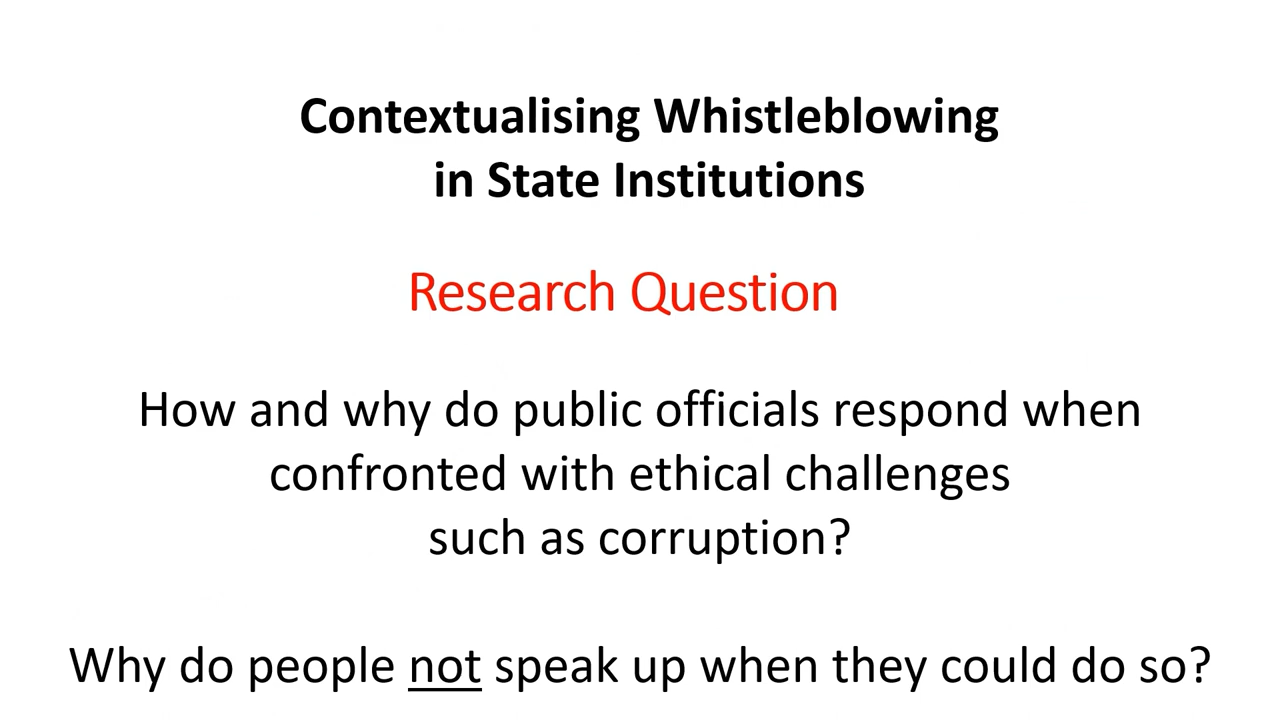 Contextualising Whistleblowing
in State Institutions
Research Question
How and why do public officials respond when
confronted with ethical challenges
such as corruption?
Why do people not speak up when they could do so?